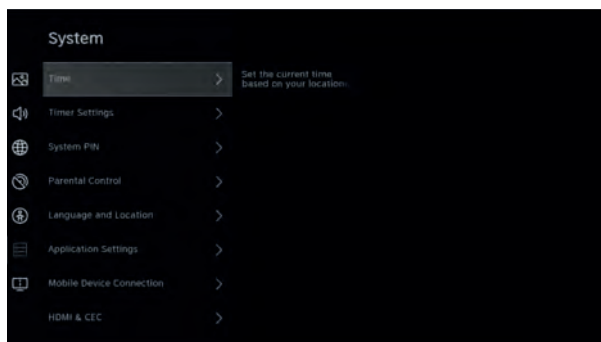 System
Time
Set the current time
based on your location.
Timer Settings
System PIN
Parental Control
Language and Location
Application Settings
Mobile Device Connection
HDMI & CEC